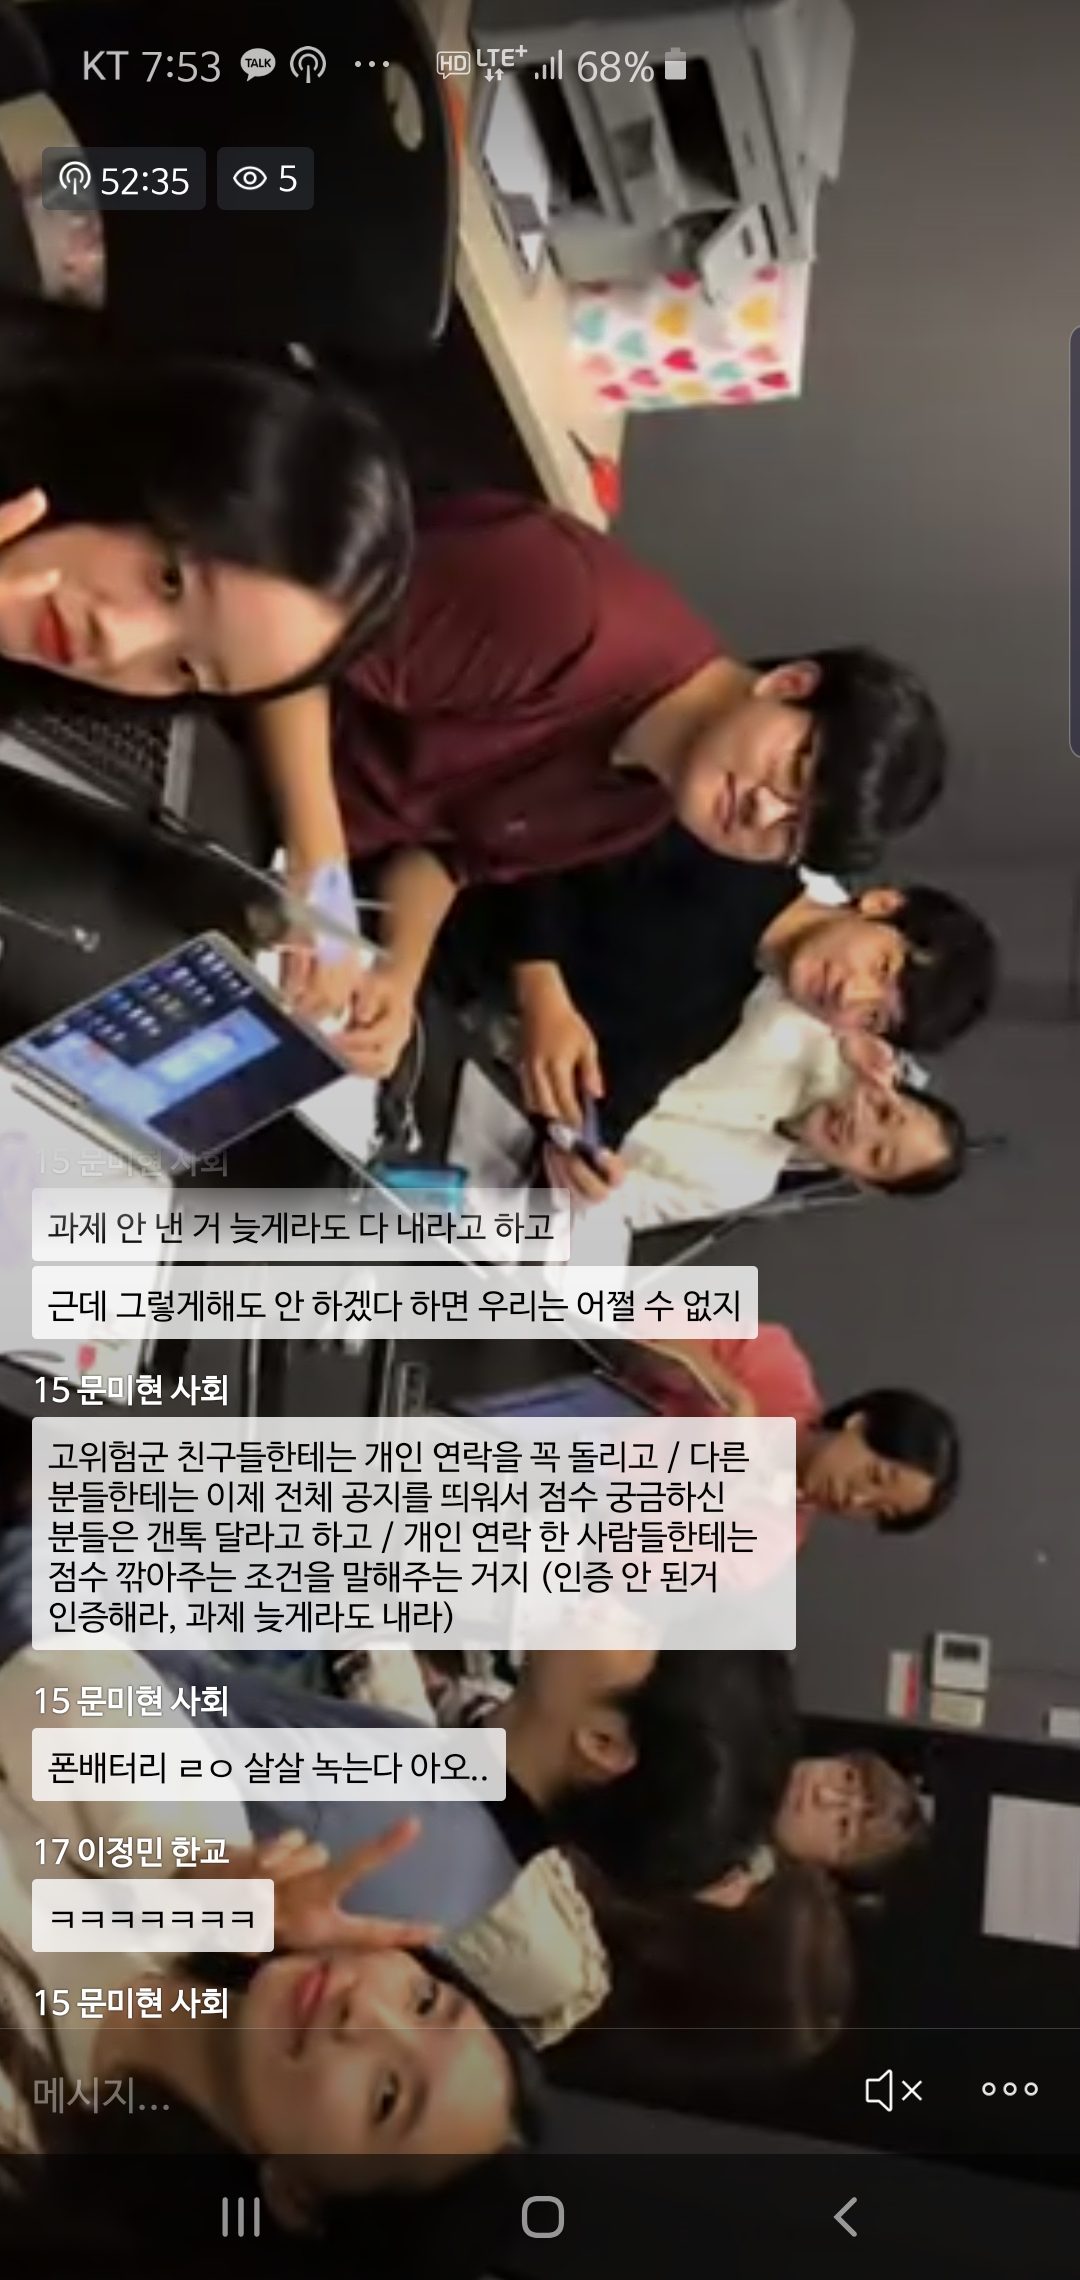 KT 7:53 TALK ··· HD LTE+ 68%
52:35 5
15 문미현 사회
과제 안 낸 거 늦게라도 다 내라고 하고
근데 그렇게해도 안 하겠다 하면 우리는 어쩔 수 없지
15 문미현 사회
고위험군 친구들한테는 개인 연락을 꼭 돌리고 / 다른
분들한테는 이제 전체 공지를 띄워서 점수 궁금하신
분들은 갠톡 달라고 하고 / 개인 연락 한 사람들한테는
점수 깎아주는 조건을 말해주는 거지 (인증 안 된거
인증해라, 과제 늦게라도 내라)
15 문미현 사회
폰배터리 ㄹㅇ 살살 녹는다 아오..
17 이정민 한교
ㅋㅋㅋㅋㅋㅋㅋ
15 문미현 사회
메시지...